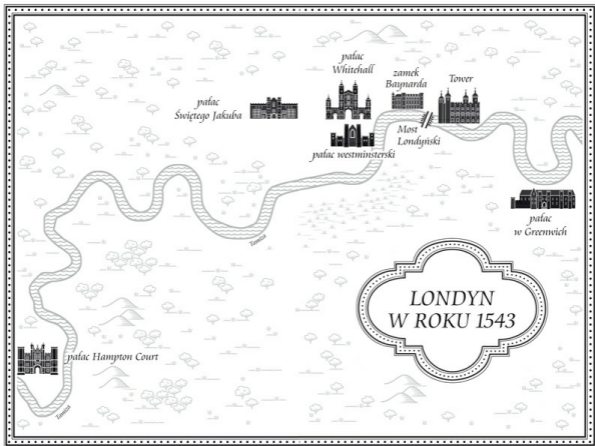 pałac
Whitehall
zamek
Baynarda
Tower
pałac
Świętego Jakuba
Most
Londyński
pałac westminsterski
pałac
w Greenwich
Tamiza
LONDYN
W ROKU 1543
pałac Hampton Court
Tamiza